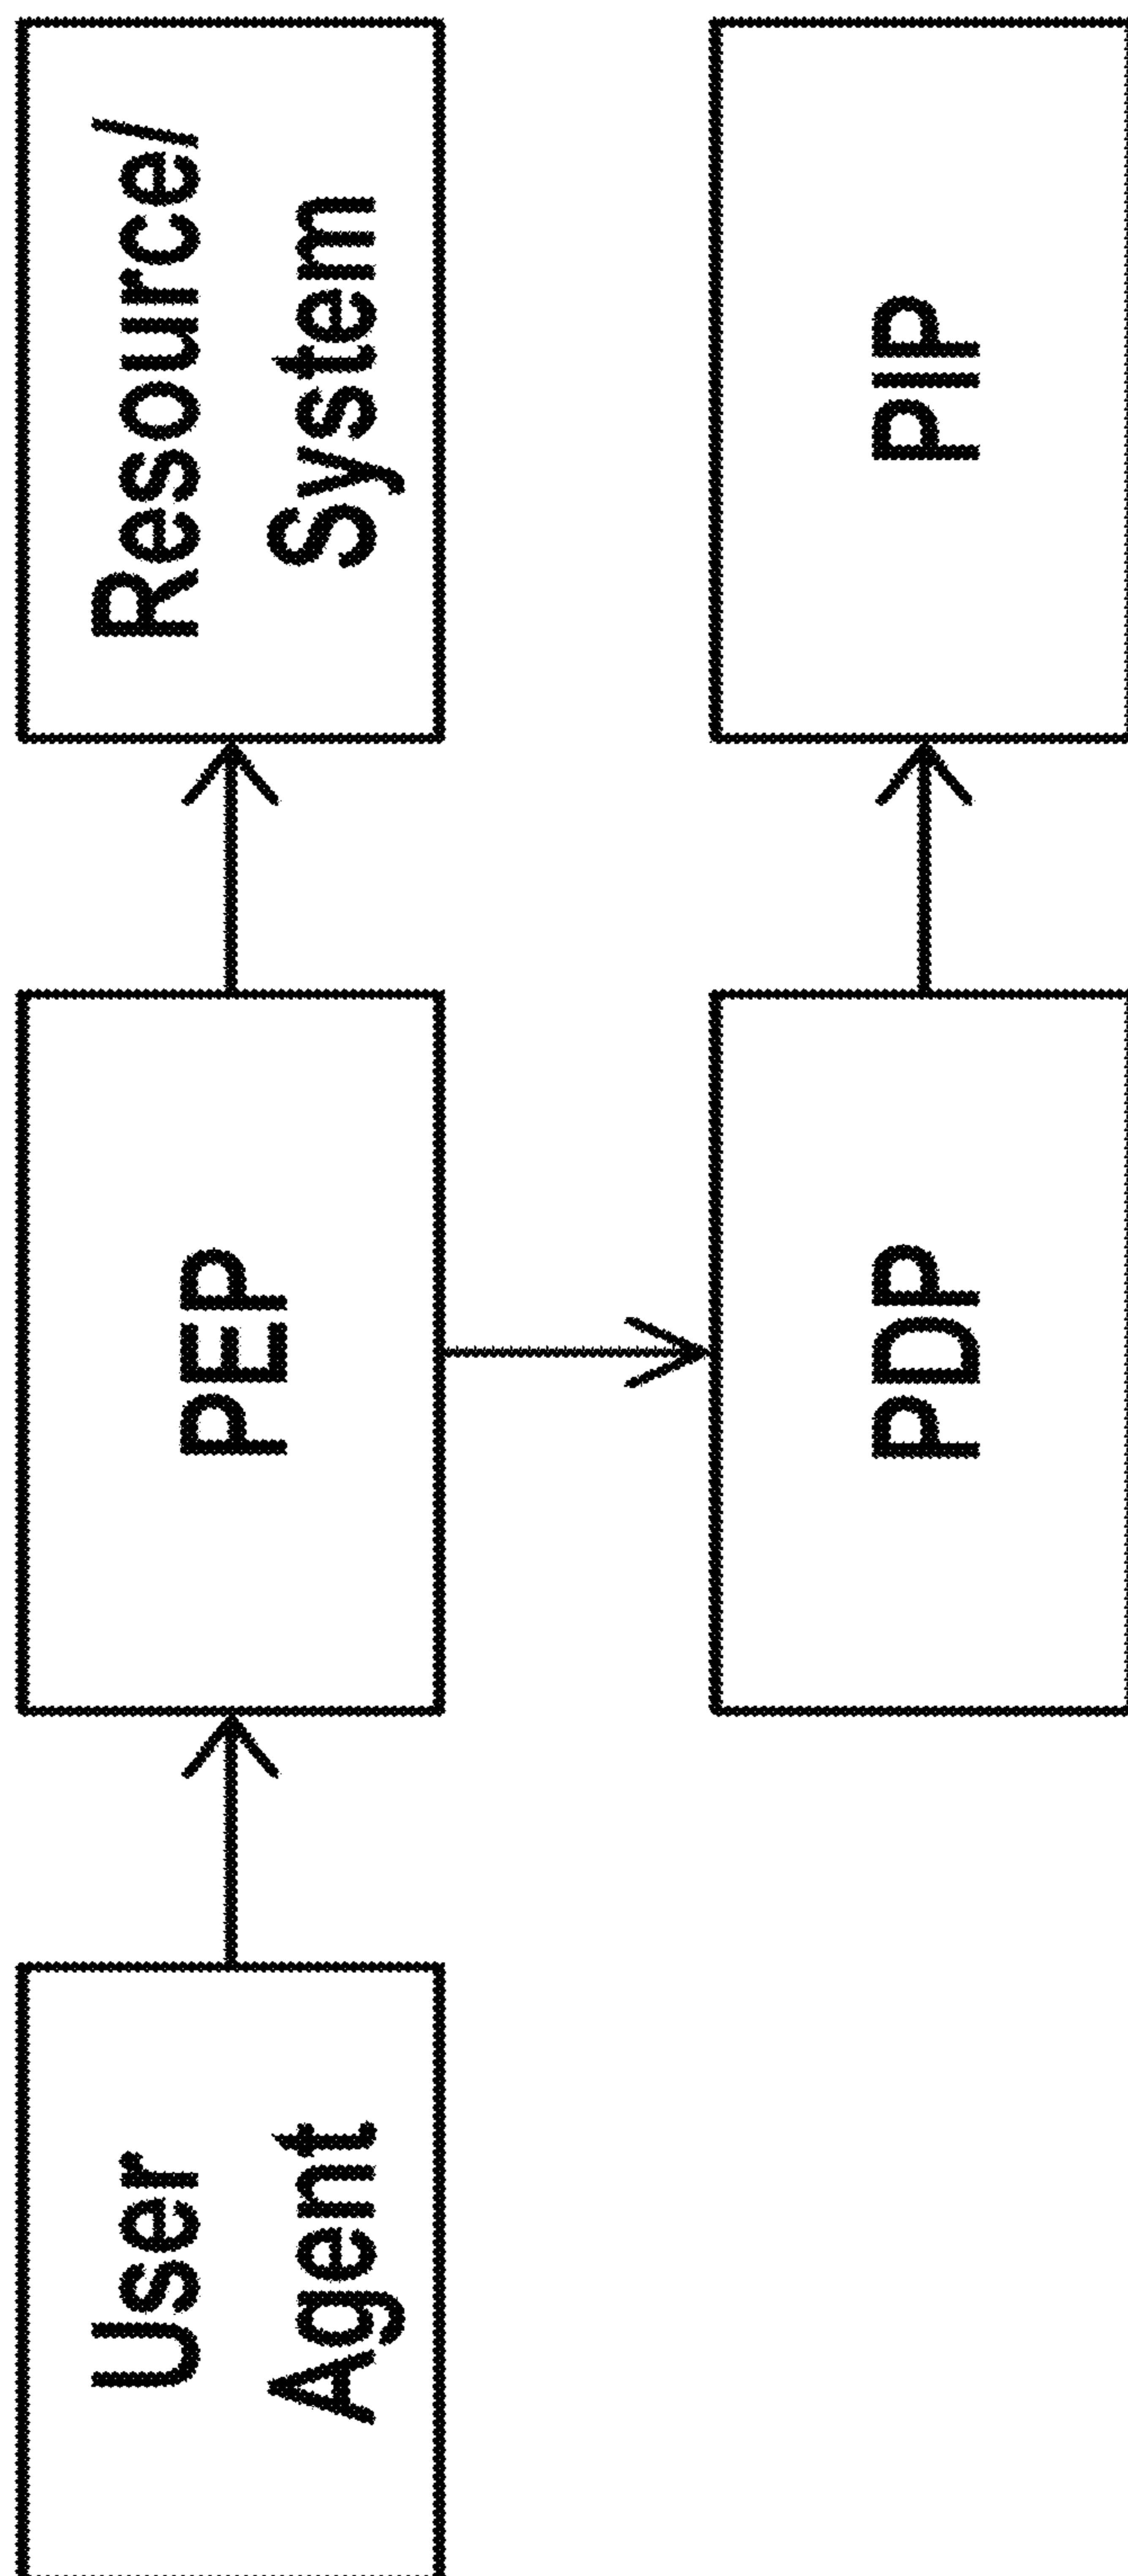 User
Agent
PEP
Resource/
System
PDP
PIP